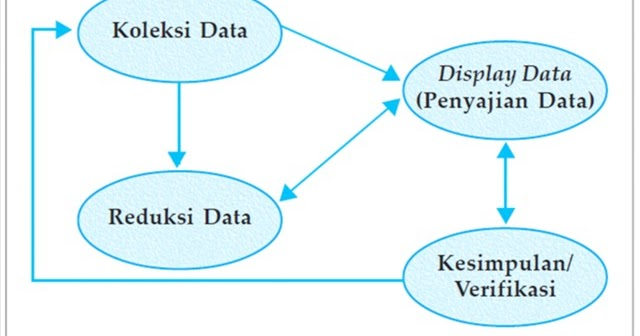 Koleksi Data
Display Data
(Penyajian Data)
Reduksi Data
Kesimpulan/
Verifikasi